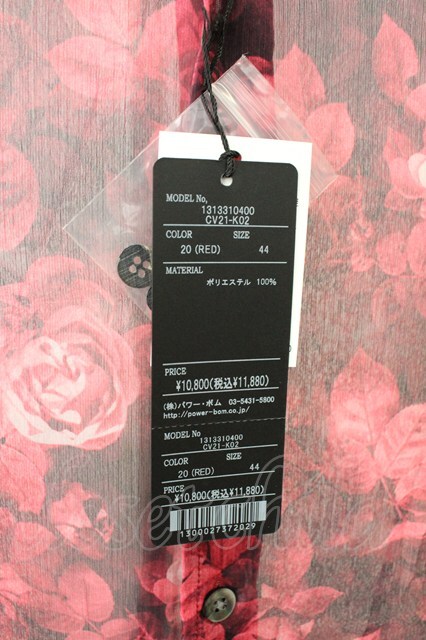 MODEL No,
1313310400
CV21-K02
COLOR SIZE
20 (RED) 44
MATERIAL
ポリエステル 100%
PRICE
¥10,800(税込¥11,880)
(株)パワー・ボム 03-5431-5800
http://power-bom.co.jp/
MODEL No
1313310400
CV21-K02
COLOR SIZE
20 (RED) 44
PRICE
¥10,800(税込¥11,880)
1300027372029